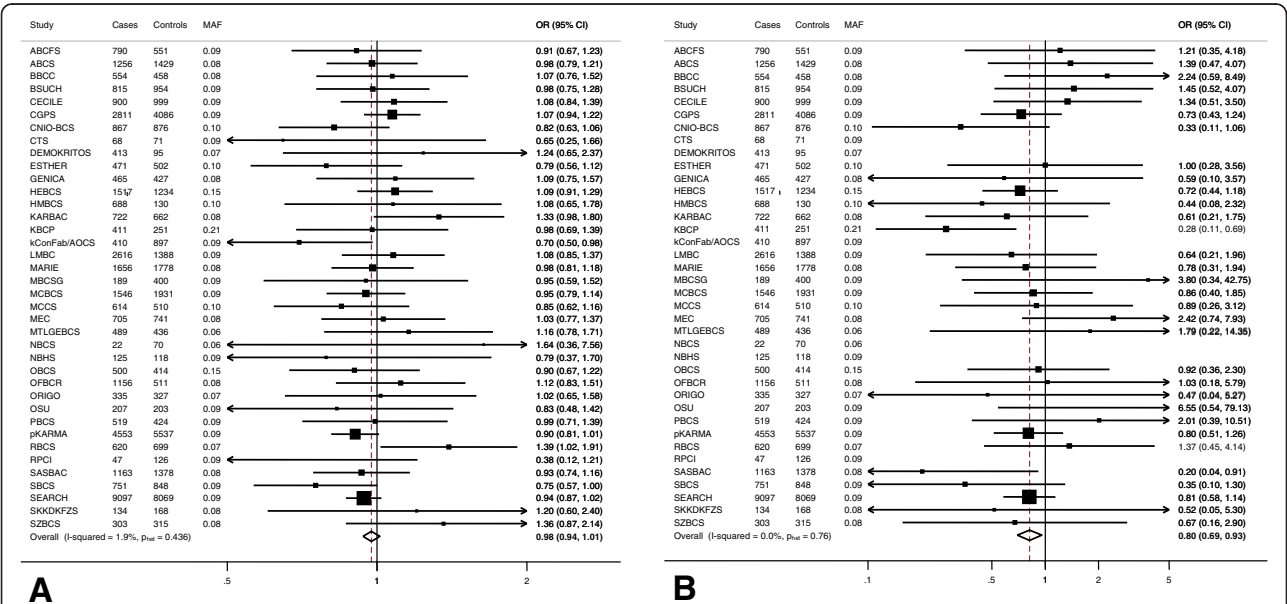 Study Cases Controls MAF OR (95% CI)
ABCFS 790 551 0.09 0.91 (0.67, 1.23)
ABCS 1256 1429 0.08 0.98 (0.79, 1.21)
BBCC 554 458 0.08 1.07 (0.76, 1.52)
BSUCH 815 954 0.09 0.98 (0.75, 1.28)
CECILE 900 999 0.09 1.08 (0.84, 1.39)
CGPS 2811 4086 0.09 1.07 (0.94, 1.22)
CNIO-BCS 867 876 0.10 0.82 (0.63, 1.06)
CTS 68 71 0.09 0.65 (0.25, 1.66)
DEMOKRITOS 413 95 0.07 1.24 (0.65, 2.37)
ESTHER 471 502 0.10 0.79 (0.56, 1.12)
GENICA 465 427 0.08 1.09 (0.75, 1.57)
HEBCS 1517 1234 0.15 1.09 (0.91, 1.29)
HMBCS 688 130 0.10 1.08 (0.65, 1.78)
KARBAC 722 662 0.08 1.33 (0.98, 1.80)
KBCP 411 251 0.21 0.98 (0.69, 1.39)
kConFab/AOCS 410 897 0.09 0.70 (0.50, 0.98)
LMBC 2616 1388 0.09 1.08 (0.85, 1.37)
MARIE 1656 1778 0.08 0.98 (0.81, 1.18)
MBCSG 189 400 0.09 0.95 (0.59, 1.52)
MCBCS 1546 1931 0.09 0.95 (0.79, 1.14)
MCCS 614 510 0.10 0.85 (0.62, 1.16)
MEC 705 741 0.08 1.03 (0.77, 1.37)
MTLGEBCS 489 436 0.06 1.16 (0.78, 1.71)
NBCS 22 70 0.06 1.64 (0.36, 7.56)
NBHS 125 118 0.09 0.79 (0.37, 1.70)
OBCS 500 414 0.15 0.90 (0.67, 1.22)
OFBCR 1156 511 0.08 1.12 (0.83, 1.51)
ORIGO 335 327 0.07 1.02 (0.65, 1.58)
OSU 207 203 0.09 0.83 (0.48, 1.42)
PBCS 519 424 0.09 0.99 (0.71, 1.39)
pKARMA 4553 5537 0.09 0.90 (0.81, 1.01)
RBCS 620 699 0.07 1.39 (1.02, 1.91)
RPCI 47 126 0.09 0.38 (0.12, 1.21)
SASBAC 1163 1378 0.08 0.93 (0.74, 1.16)
SBCS 751 848 0.09 0.75 (0.57, 1.00)
SEARCH 9097 8069 0.09 0.94 (0.87, 1.02)
SKKDKFZS 134 168 0.08 1.20 (0.60, 2.40)
SZBCS 303 315 0.08 1.36 (0.87, 2.14)
Overall (I-squared = 1.9%, phet = 0.436) 0.98 (0.94, 1.01)
.5 1 2
A
Study Cases Controls MAF OR (95% CI)
ABCFS 790 551 0.09 1.21 (0.35, 4.18)
ABCS 1256 1429 0.08 1.39 (0.47, 4.07)
BBCC 554 458 0.08 2.24 (0.59, 8.49)
BSUCH 815 954 0.09 1.45 (0.52, 4.07)
CECILE 900 999 0.09 1.34 (0.51, 3.50)
CGPS 2811 4086 0.09 0.73 (0.43, 1.24)
CNIO-BCS 867 876 0.10 0.33 (0.11, 1.06)
CTS 68 71 0.09
DEMOKRITOS 413 95 0.07
ESTHER 471 502 0.10 1.00 (0.28, 3.56)
GENICA 465 427 0.08 0.59 (0.10, 3.57)
HEBCS 1517 1234 0.15 0.72 (0.44, 1.18)
HMBCS 688 130 0.10 0.44 (0.08, 2.32)
KARBAC 722 662 0.08 0.61 (0.21, 1.75)
KBCP 411 251 0.21 0.28 (0.11, 0.69)
kConFab/AOCS 410 897 0.09
LMBC 2616 1388 0.09 0.64 (0.21, 1.96)
MARIE 1656 1778 0.08 0.78 (0.31, 1.94)
MBCSG 189 400 0.09 3.80 (0.34, 42.75)
MCBCS 1546 1931 0.09 0.86 (0.40, 1.85)
MCCS 614 510 0.10 0.89 (0.26, 3.12)
MEC 705 741 0.08 2.42 (0.74, 7.93)
MTLGEBCS 489 436 0.06 1.79 (0.22, 14.35)
NBCS 22 70 0.06
NBHS 125 118 0.09
OBCS 500 414 0.15 0.92 (0.36, 2.30)
OFBCR 1156 511 0.08 1.03 (0.18, 5.79)
ORIGO 335 327 0.07 0.47 (0.04, 5.27)
OSU 207 203 0.09 6.55 (0.54, 79.13)
PBCS 519 424 0.09 2.01 (0.39, 10.51)
pKARMA 4553 5537 0.09 0.80 (0.51, 1.26)
RBCS 620 699 0.07 1.37 (0.45, 4.14)
RPCI 47 126 0.09
SASBAC 1163 1378 0.08 0.20 (0.04, 0.91)
SBCS 751 848 0.09 0.35 (0.10, 1.30)
SEARCH 9097 8069 0.09 0.81 (0.58, 1.14)
SKKDKFZS 134 168 0.08 0.52 (0.05, 5.30)
SZBCS 303 315 0.08 0.67 (0.16, 2.90)
Overall (I-squared = 0.0%, phet = 0.76) 0.80 (0.69, 0.93)
.1 .5 1 2 5
B